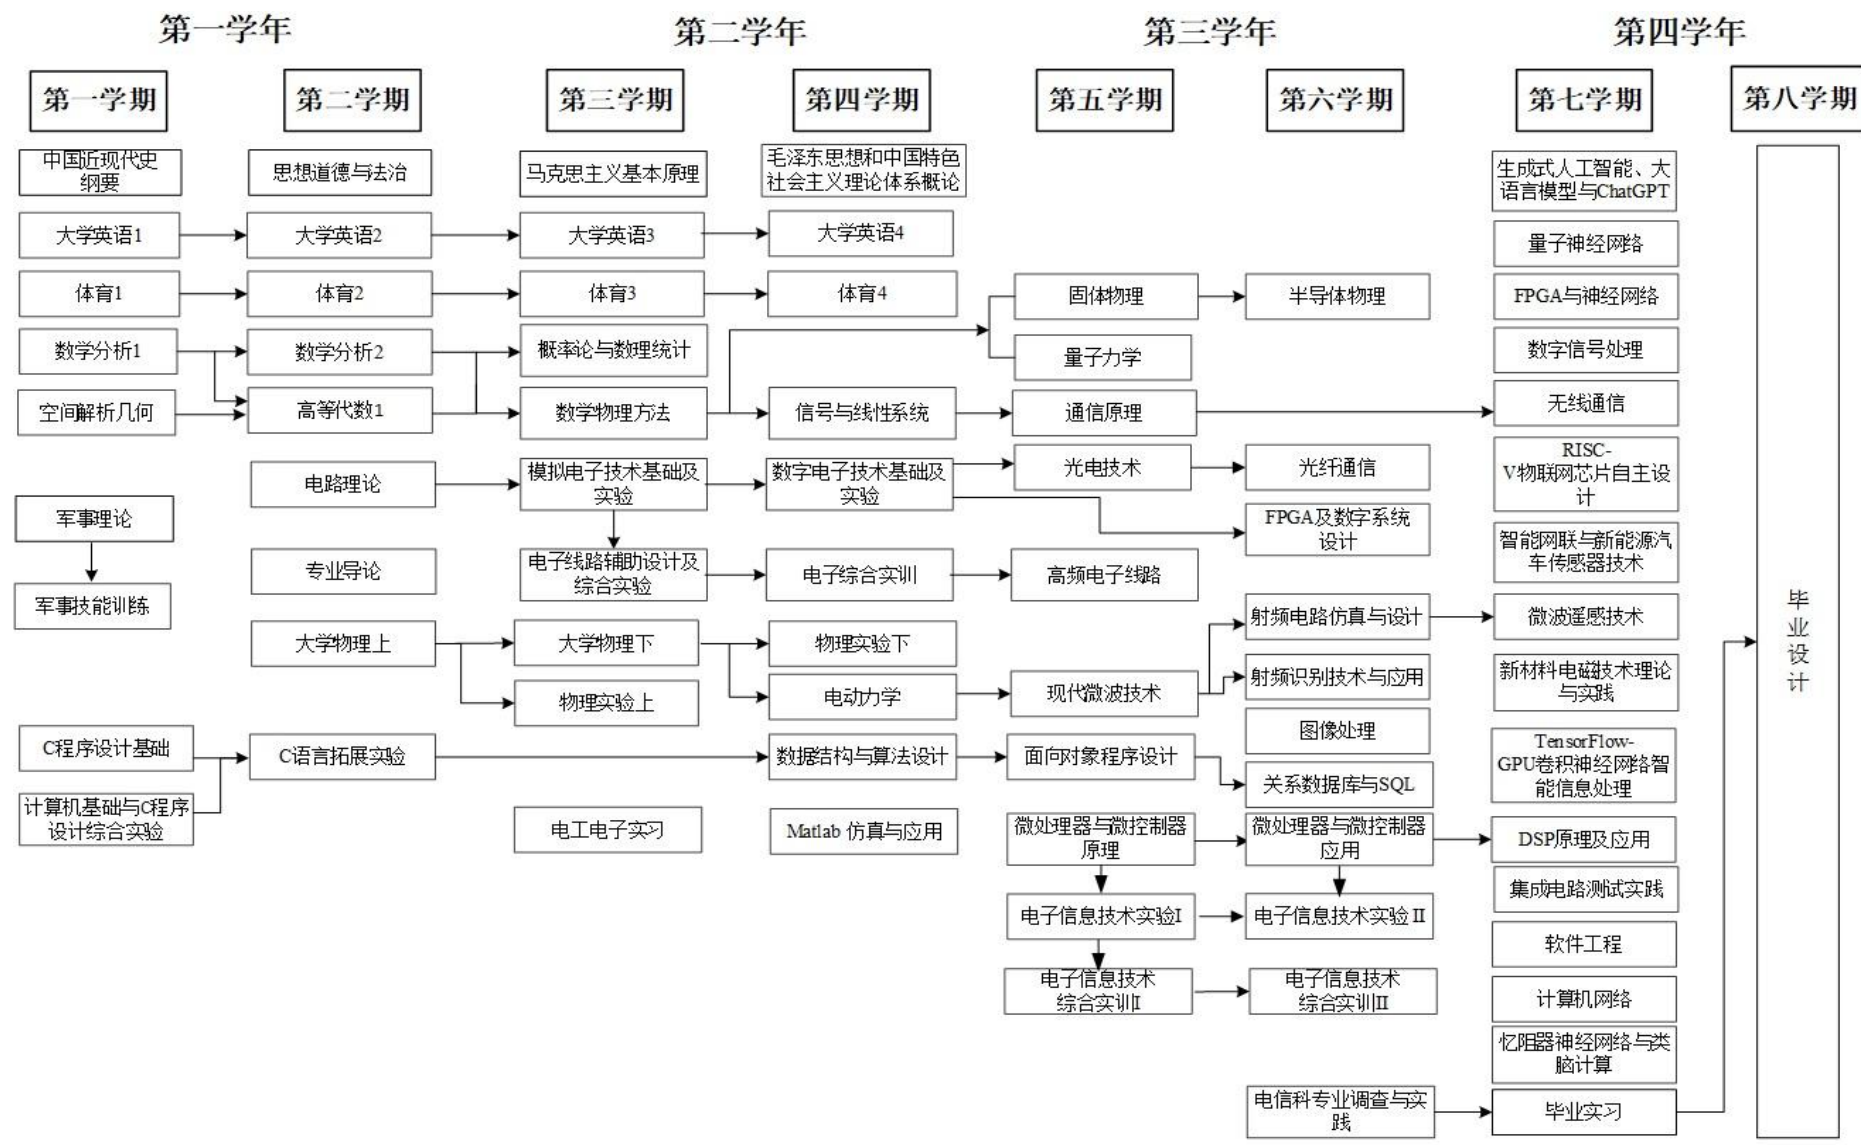 第一学年
第二学年
第三学年
第四学年
第一学期
第二学期
第三学期
第四学期
第五学期
第六学期
第七学期
第八学期
中国近现代史
纲要
思想道德与法治
马克思主义基本原理
毛泽东思想和中国特色
社会主义理论体系概论
生成式人工智能、大
语言模型与ChatGPT
大学英语1
大学英语2
大学英语3
大学英语4
量子神经网络
体育1
体育2
体育3
体育4
固体物理
半导体物理
FPGA与神经网络
数学分析1
数学分析2
概率论与数理统计
量子力学
数字信号处理
空间解析几何
高等代数1
数学物理方法
信号与线性系统
通信原理
无线通信
电路理论
模拟电子技术基础及
实验
数字电子技术基础及
实验
光电技术
光纤通信
RISC-
V物联网芯片自主设
计
军事理论
FPGA及数字系统
设计
智能网联与新能源汽
车传感器技术
专业导论
电子线路辅助设计及
综合实验
电子综合实训
高频电子线路
军事技能训练
射频电路仿真与设计
微波遥感技术
大学物理上
大学物理下
物理实验下
物理实验上
电动力学
现代微波技术
射频识别技术与应用
新材料电磁技术理论
与实践
图像处理
C程序设计基础
C语言拓展实验
数据结构与算法设计
面向对象程序设计
关系数据库与SQL
TensorFlow-
GPU卷积神经网络智
能信息处理
计算机基础与C程序
设计综合实验
电工电子实习
Matlab 仿真与应用
微处理器与微控制器
原理
微处理器与微控制器
应用
DSP原理及应用
集成电路测试实践
电子信息技术实验I
电子信息技术实验 II
软件工程
电子信息技术
综合实训I
电子信息技术
综合实训II
计算机网络
忆阻器神经网络与类
脑计算
电信科专业调查与实
践
毕业实习
毕
业
设
计